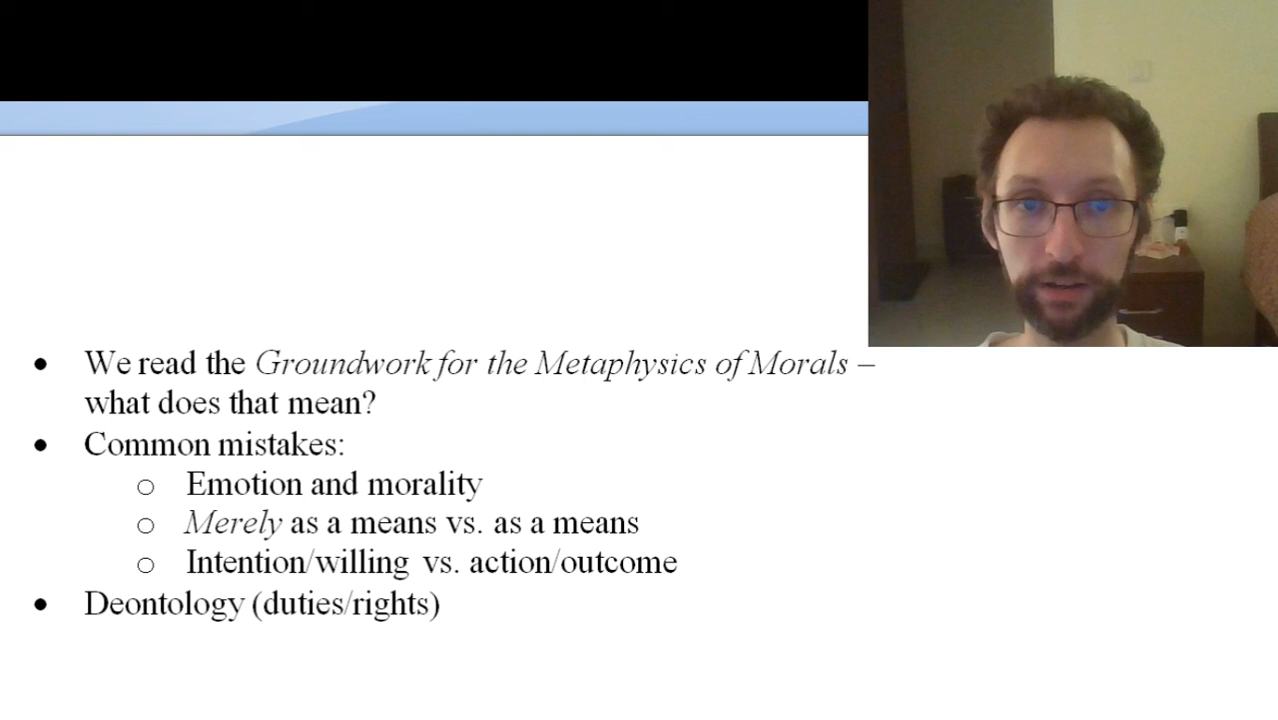 • We read the Groundwork for the Metaphysics of Morals –
what does that mean?
• Common mistakes:
o Emotion and morality
o Merely as a means vs. as a means
o Intention/willing vs. action/outcome
• Deontology (duties/rights)